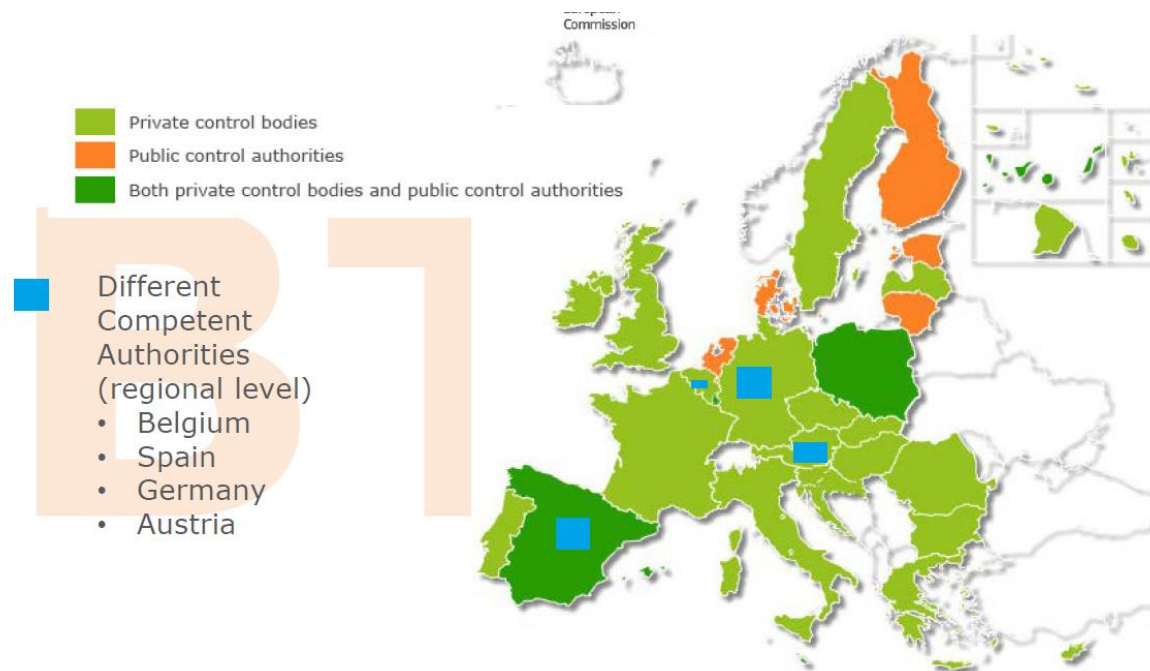 Commission
Private control bodies
Public control authorities
Both private control bodies and public control authorities
B1
Different
Competent
Authorities
(regional level)
• Belgium
• Spain
• Germany
• Austria